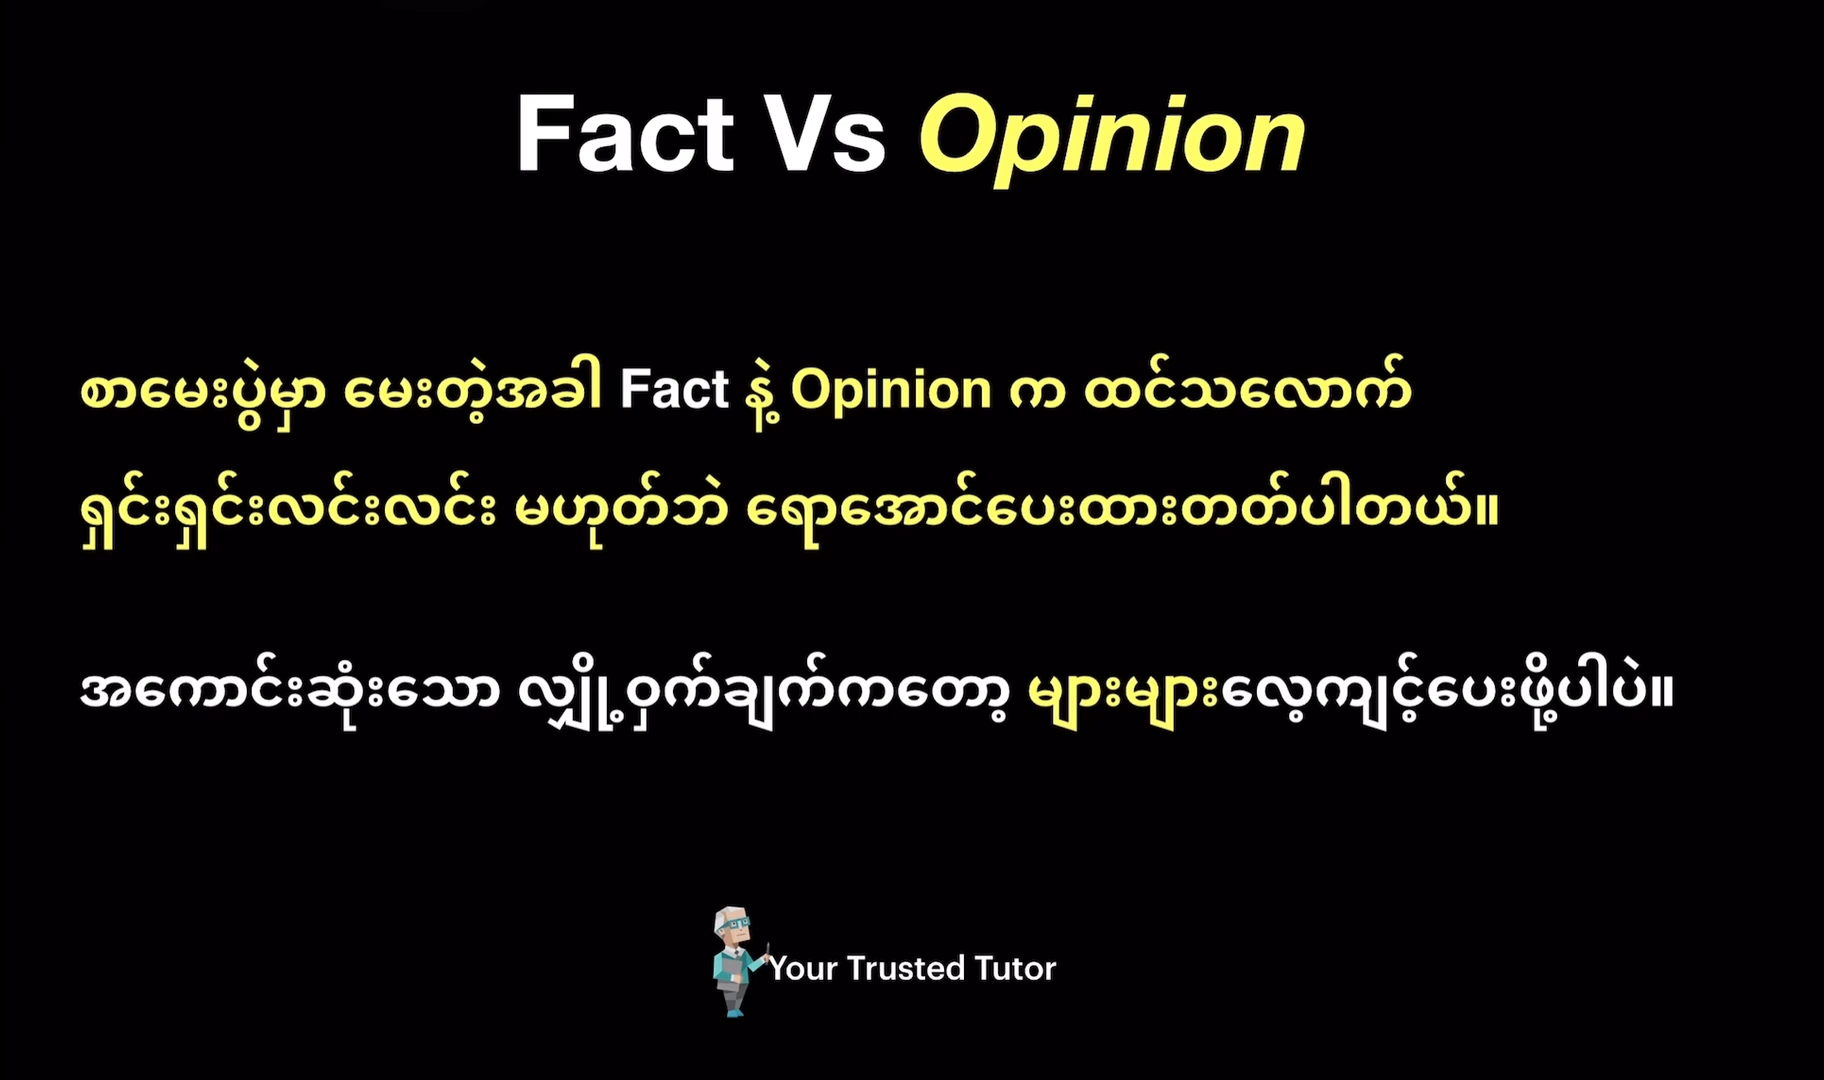 Fact Vs Opinion
စာမေးပွဲမှာ မေးတဲ့အခါ Fact နဲ့ Opinion က ထင်သလောက်
ရှင်းရှင်းလင်းလင်း မဟုတ်ဘဲ ရောအောင်ပေးထားတတ်ပါတယ်။
အကောင်းဆုံးသော လျှို့ဝှက်ချက်ကတော့ များများလေ့ကျင့်ပေးဖို့ပါပဲ။
Your Trusted Tutor